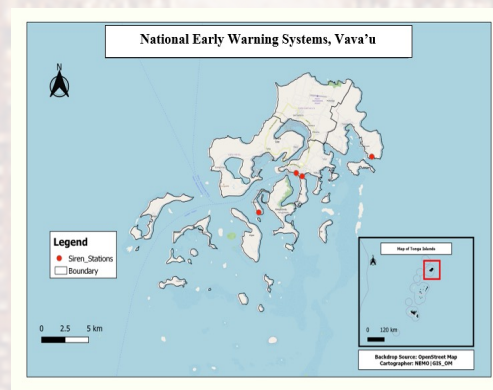 National Early Warning Systems, Vava'u
N
Legend
Siren_Stations
Boundary
0 2.5 5 km
Map of Tonga Islands
0 120 km
Backdrop Source: OpenStreet Map
Cartographer: NEMO|GIS_OM